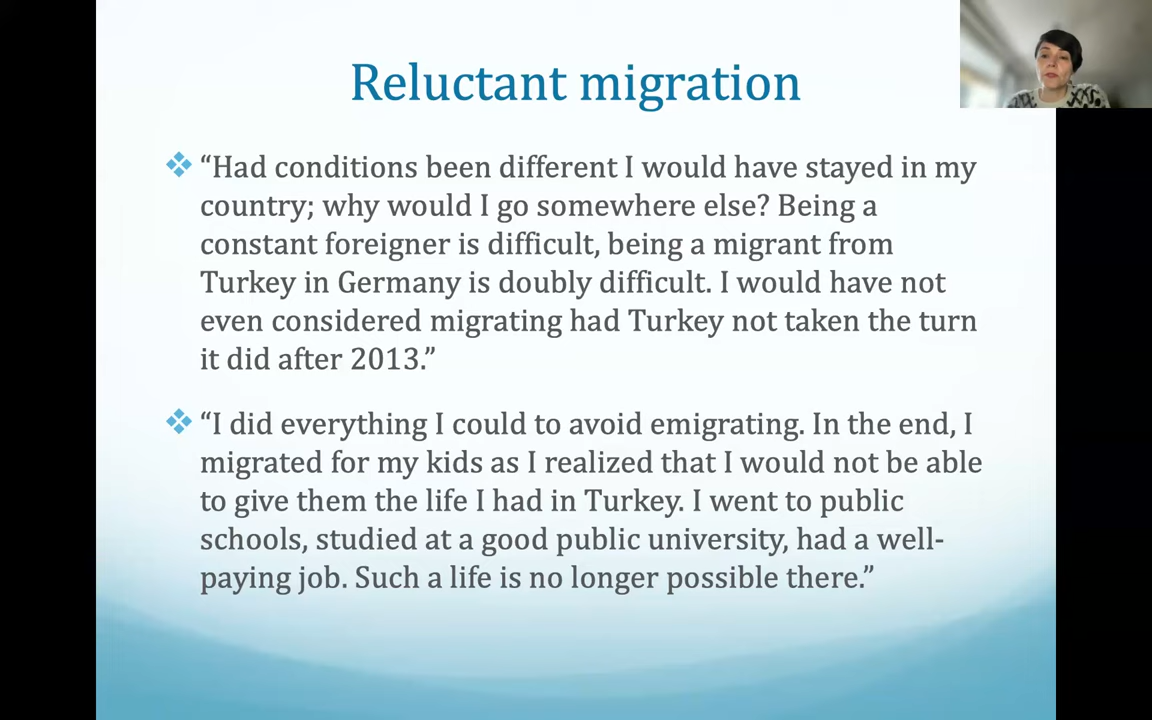 Reluctant migration
“Had conditions been different I would have stayed in my
country; why would I go somewhere else? Being a
constant foreigner is difficult, being a migrant from
Turkey in Germany is doubly difficult. I would have not
even considered migrating had Turkey not taken the turn
it did after 2013.”
“I did everything I could to avoid emigrating. In the end, I
migrated for my kids as I realized that I would not be able
to give them the life I had in Turkey. I went to public
schools, studied at a good public university, had a well-
paying job. Such a life is no longer possible there.”